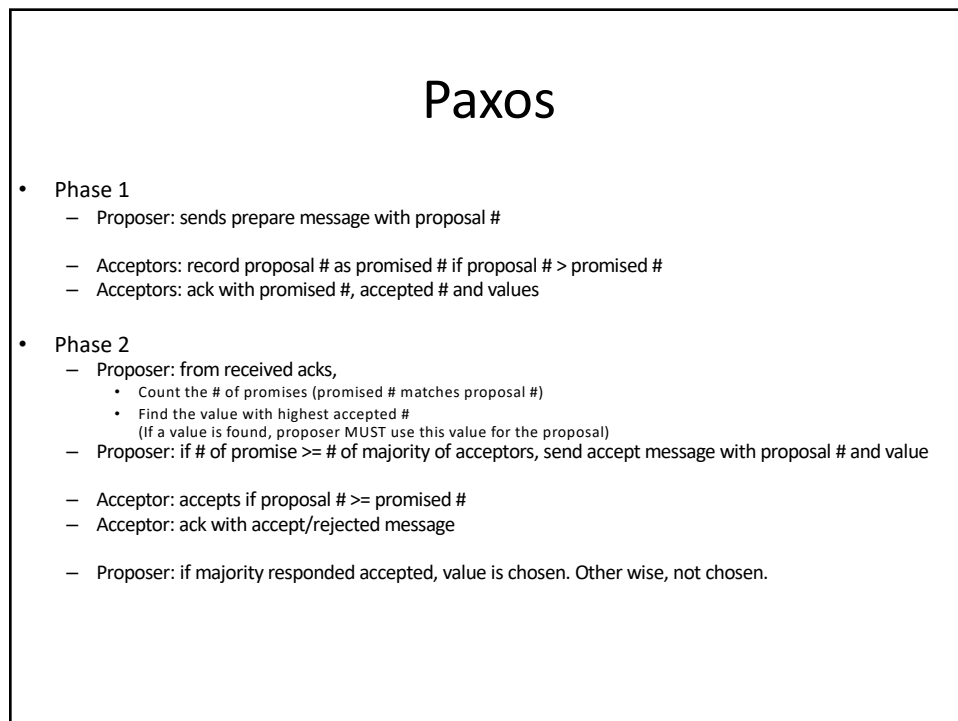 Paxos
• Phase 1
– Proposer: sends prepare message with proposal #
– Acceptors: record proposal # as promised # if proposal # > promised #
– Acceptors: ack with promised #, accepted # and values
• Phase 2
– Proposer: from received acks,
• Count the # of promises (promised # matches proposal #)
• Find the value with highest accepted #
(If a value is found, proposer MUST use this value for the proposal)
– Proposer: if # of promise >= # of majority of acceptors, send accept message with proposal # and value
– Acceptor: accepts if proposal # >= promised #
– Acceptor: ack with accept/rejected message
– Proposer: if majority responded accepted, value is chosen. Other wise, not chosen.